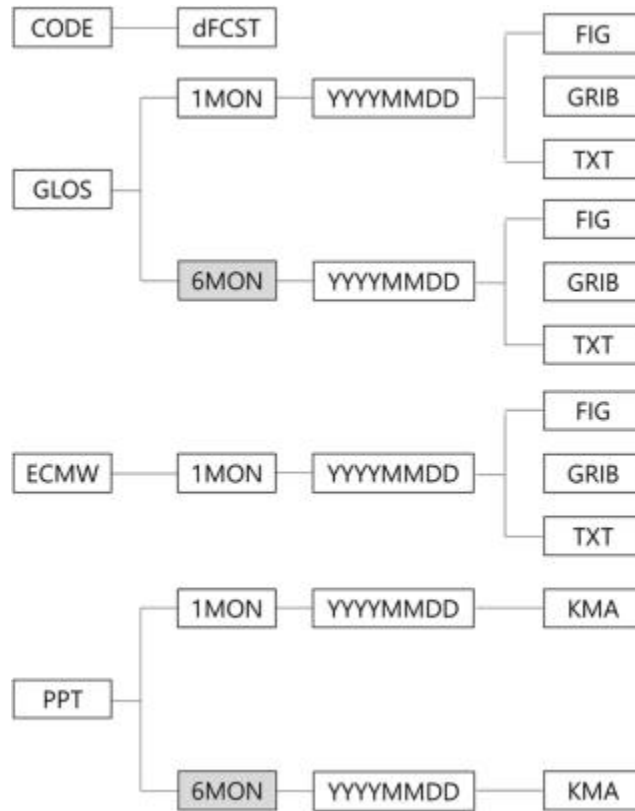 CODE dFCST
FIG
1MON YYYYMMDD GRIB
TXT
GLOS
FIG
6MON YYYYMMDD GRIB
TXT
FIG
ECMW 1MON YYYYMMDD GRIB
TXT
1MON YYYYMMDD KMA
PPT
6MON YYYYMMDD KMA